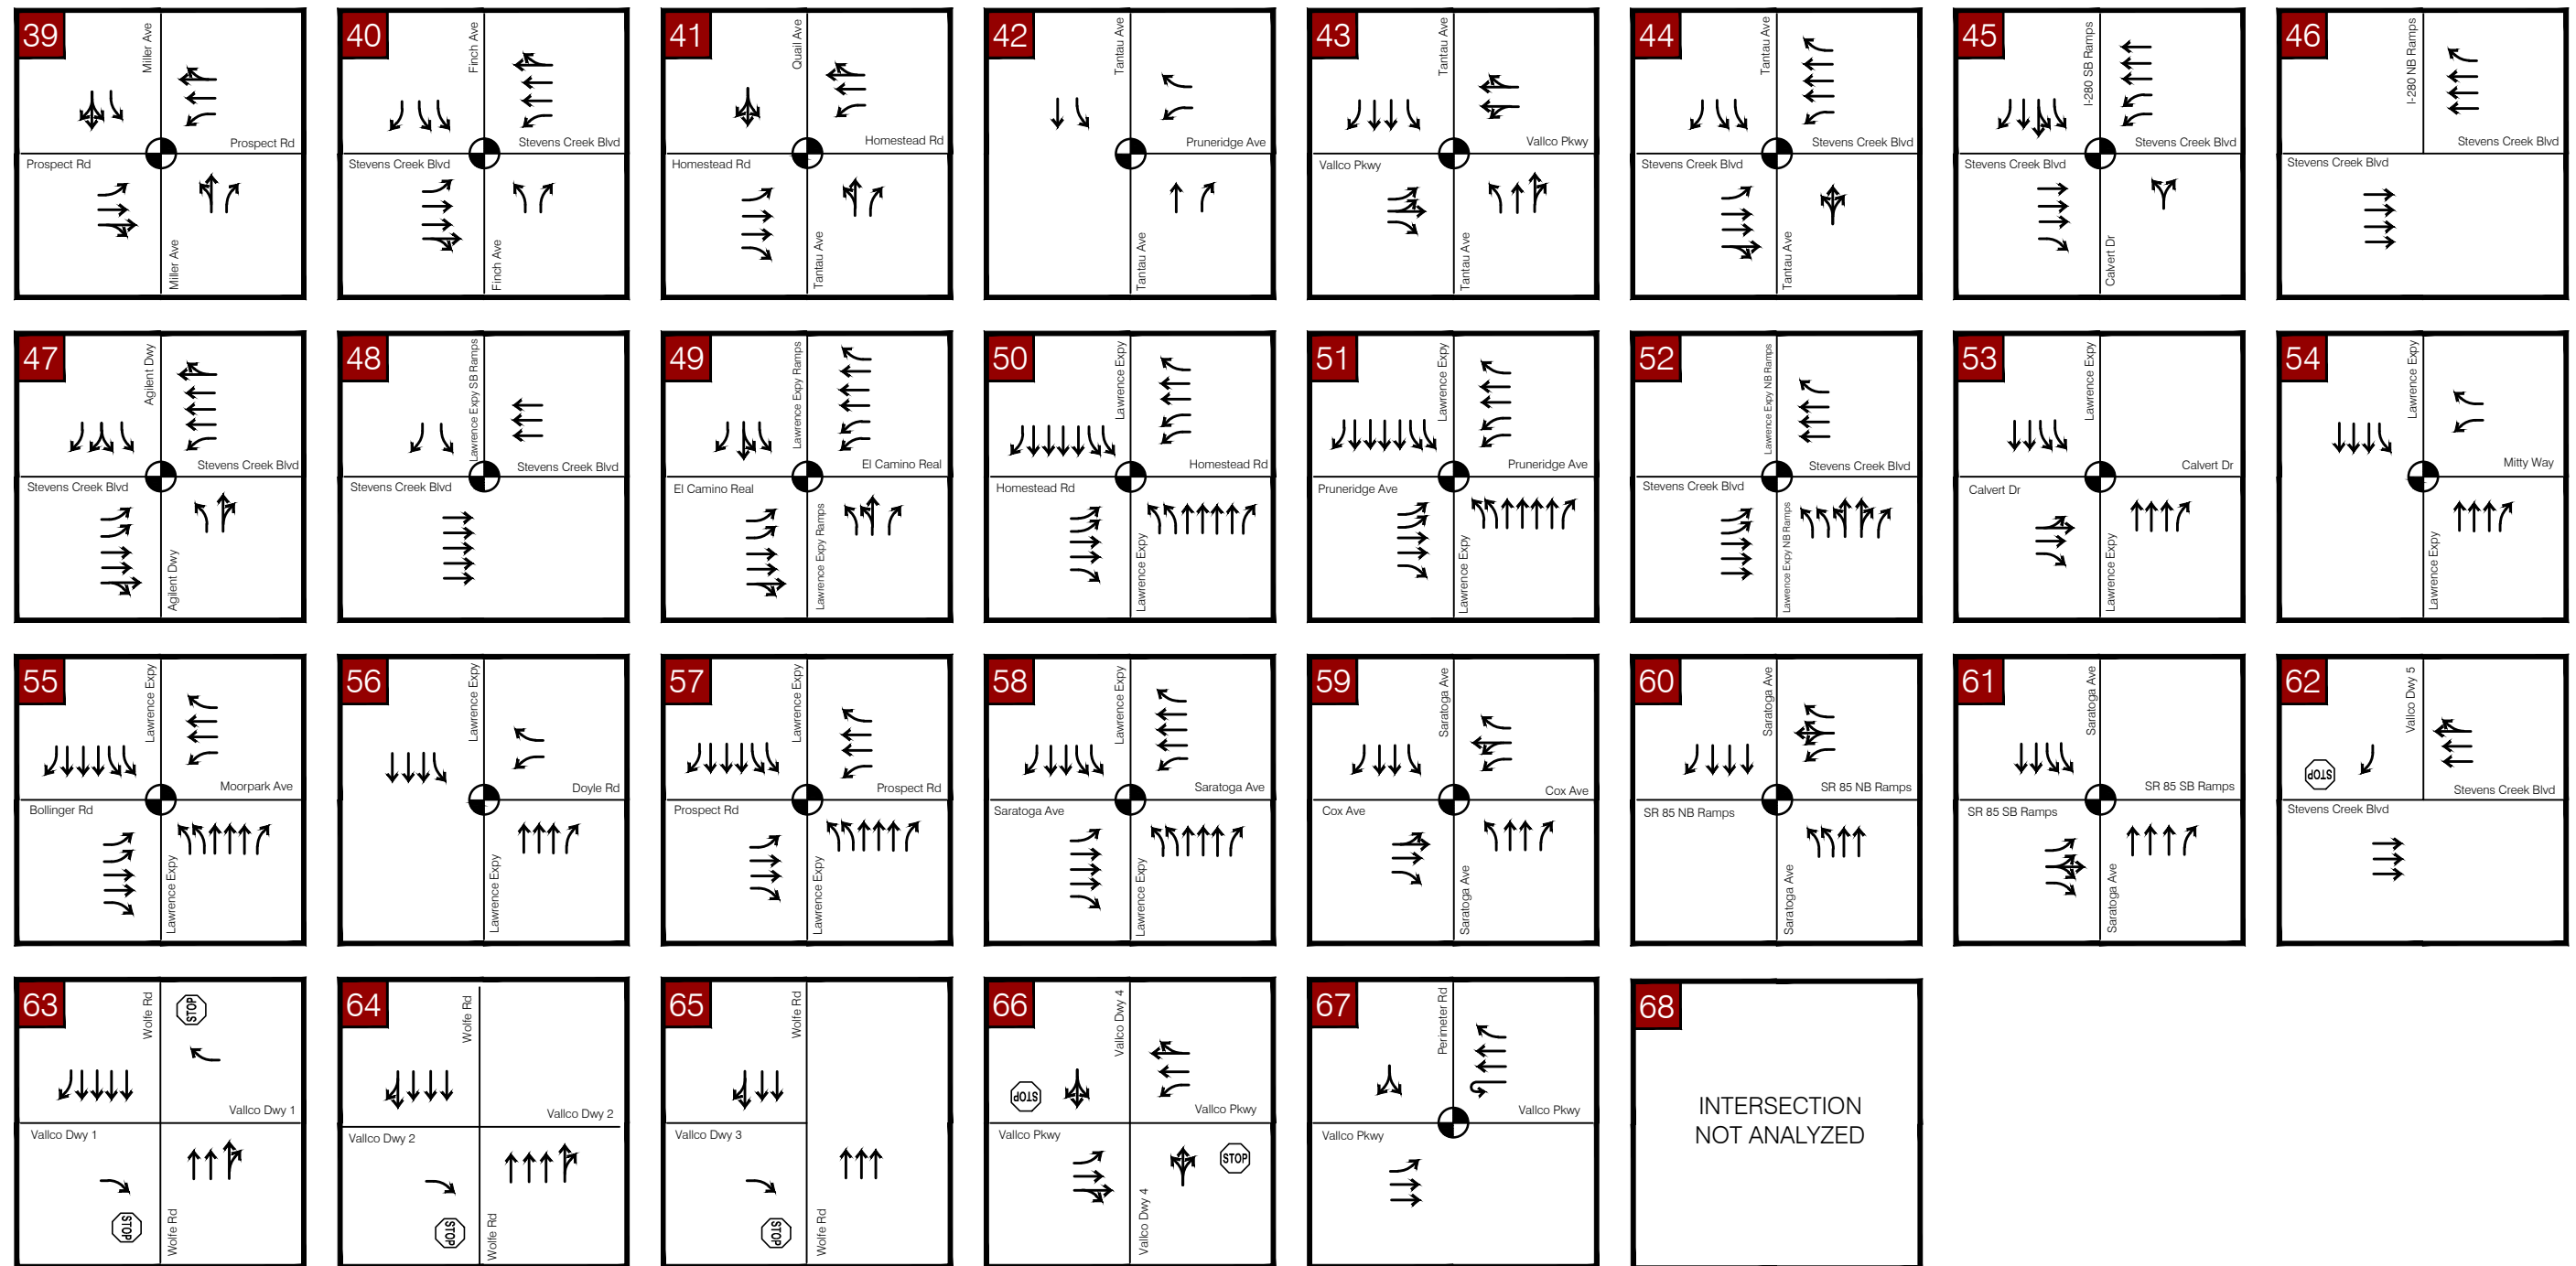 39
Miller Ave
Prospect Rd
Prospect Rd
Miller Ave
40
Finch Ave
Stevens Creek Blvd
Stevens Creek Blvd
Finch Ave
41
Quail Ave
Homestead Rd
Homestead Rd
Tantau Ave
42
Tantau Ave
Pruneridge Ave
Tantau Ave
43
Tantau Ave
Vallco Pkwy
Vallco Pkwy
Tantau Ave
44
Tantau Ave
Stevens Creek Blvd
Stevens Creek Blvd
Tantau Ave
45
I-280 SB Ramps
Stevens Creek Blvd
Stevens Creek Blvd
Calvert Dr
46
I-280 NB Ramps
Stevens Creek Blvd
Stevens Creek Blvd
47
Agilent Dwy
Stevens Creek Blvd
Stevens Creek Blvd
Agilent Dwy
48
Lawrence Expy SB Ramps
Stevens Creek Blvd
Stevens Creek Blvd
49
Lawrence Expy Ramps
El Camino Real
El Camino Real
Lawrence Expy Ramps
50
Lawrence Expy
Homestead Rd
Homestead Rd
Lawrence Expy
51
Lawrence Expy
Pruneridge Ave
Pruneridge Ave
Lawrence Expy
52
Lawrence Expy NB Ramps
Stevens Creek Blvd
Stevens Creek Blvd
Lawrence Expy NB Ramps
53
Lawrence Expy
Calvert Dr
Calvert Dr
Lawrence Expy
54
Lawrence Expy
Mitty Way
Lawrence Expy
55
Lawrence Expy
Moorpark Ave
Bollinger Rd
Lawrence Expy
56
Lawrence Expy
Doyle Rd
Lawrence Expy
57
Lawrence Expy
Prospect Rd
Prospect Rd
Lawrence Expy
58
Lawrence Expy
Saratoga Ave
Saratoga Ave
Lawrence Expy
59
Saratoga Ave
Cox Ave
Cox Ave
Saratoga Ave
60
Saratoga Ave
SR 85 NB Ramps
SR 85 NB Ramps
Saratoga Ave
61
Saratoga Ave
SR 85 SB Ramps
SR 85 SB Ramps
Saratoga Ave
62
Vallco Dwy 5
STOP
Stevens Creek Blvd
Stevens Creek Blvd
63
Wolfe Rd
STOP
Vallco Dwy 1
Vallco Dwy 1
STOP
Wolfe Rd
64
Wolfe Rd
Vallco Dwy 2
Vallco Dwy 2
STOP
Wolfe Rd
65
Wolfe Rd
Vallco Dwy 3
STOP
Wolfe Rd
66
Vallco Dwy 4
STOP
Vallco Pkwy
Vallco Pkwy
STOP
Vallco Dwy 4
67
Perimeter Rd
Vallco Pkwy
Vallco Pkwy
68
INTERSECTION
NOT ANALYZED